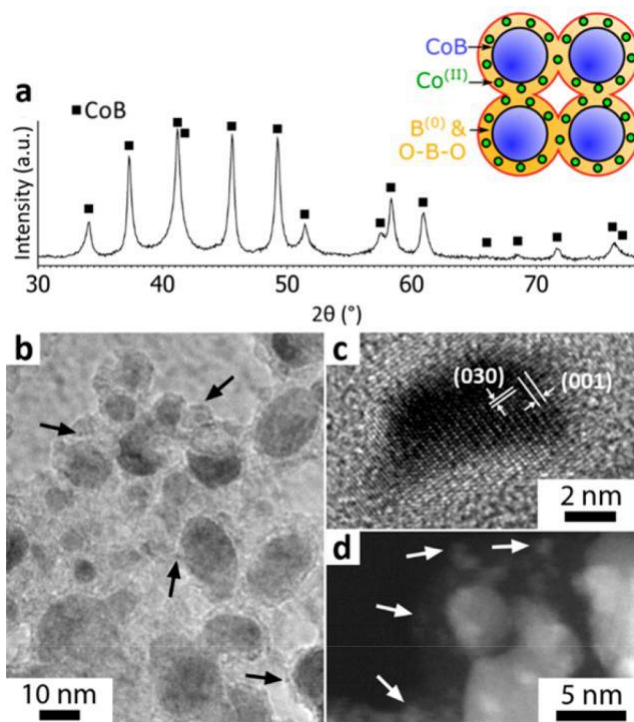 a
■ CoB
CoB
Co(II)
B(0) &
O-B-O
Intensity (a.u.)
30 40 50 60 70
2θ (°)
b
10 nm
c
(030)
(001)
2 nm
d
5 nm